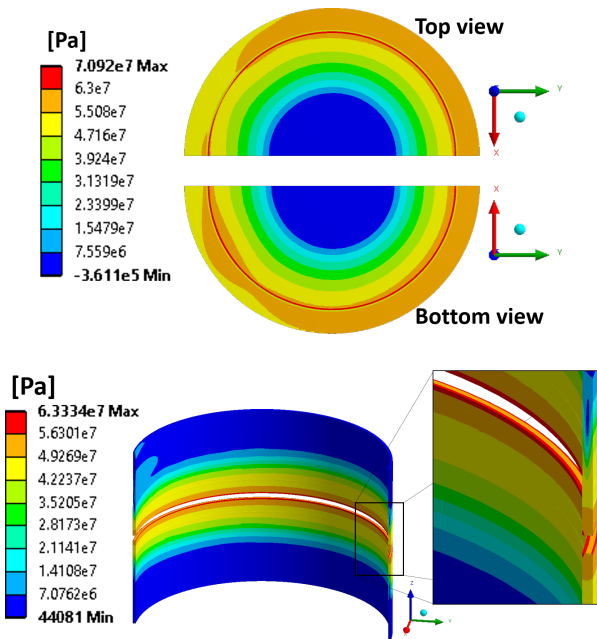 Top view
[Pa]
7.092e7 Max
6.3e7
5.508e7
4.716e7
3.924e7
3.1319e7
2.3399e7
1.5479e7
7.559e6
-3.611e5 Min
Y
X
X
Y
Bottom view
[Pa]
6.3334e7 Max
5.6301e7
4.9269e7
4.2237e7
3.5205e7
2.8173e7
2.1141e7
1.4108e7
7.0762e6
44081 Min
Z
Y